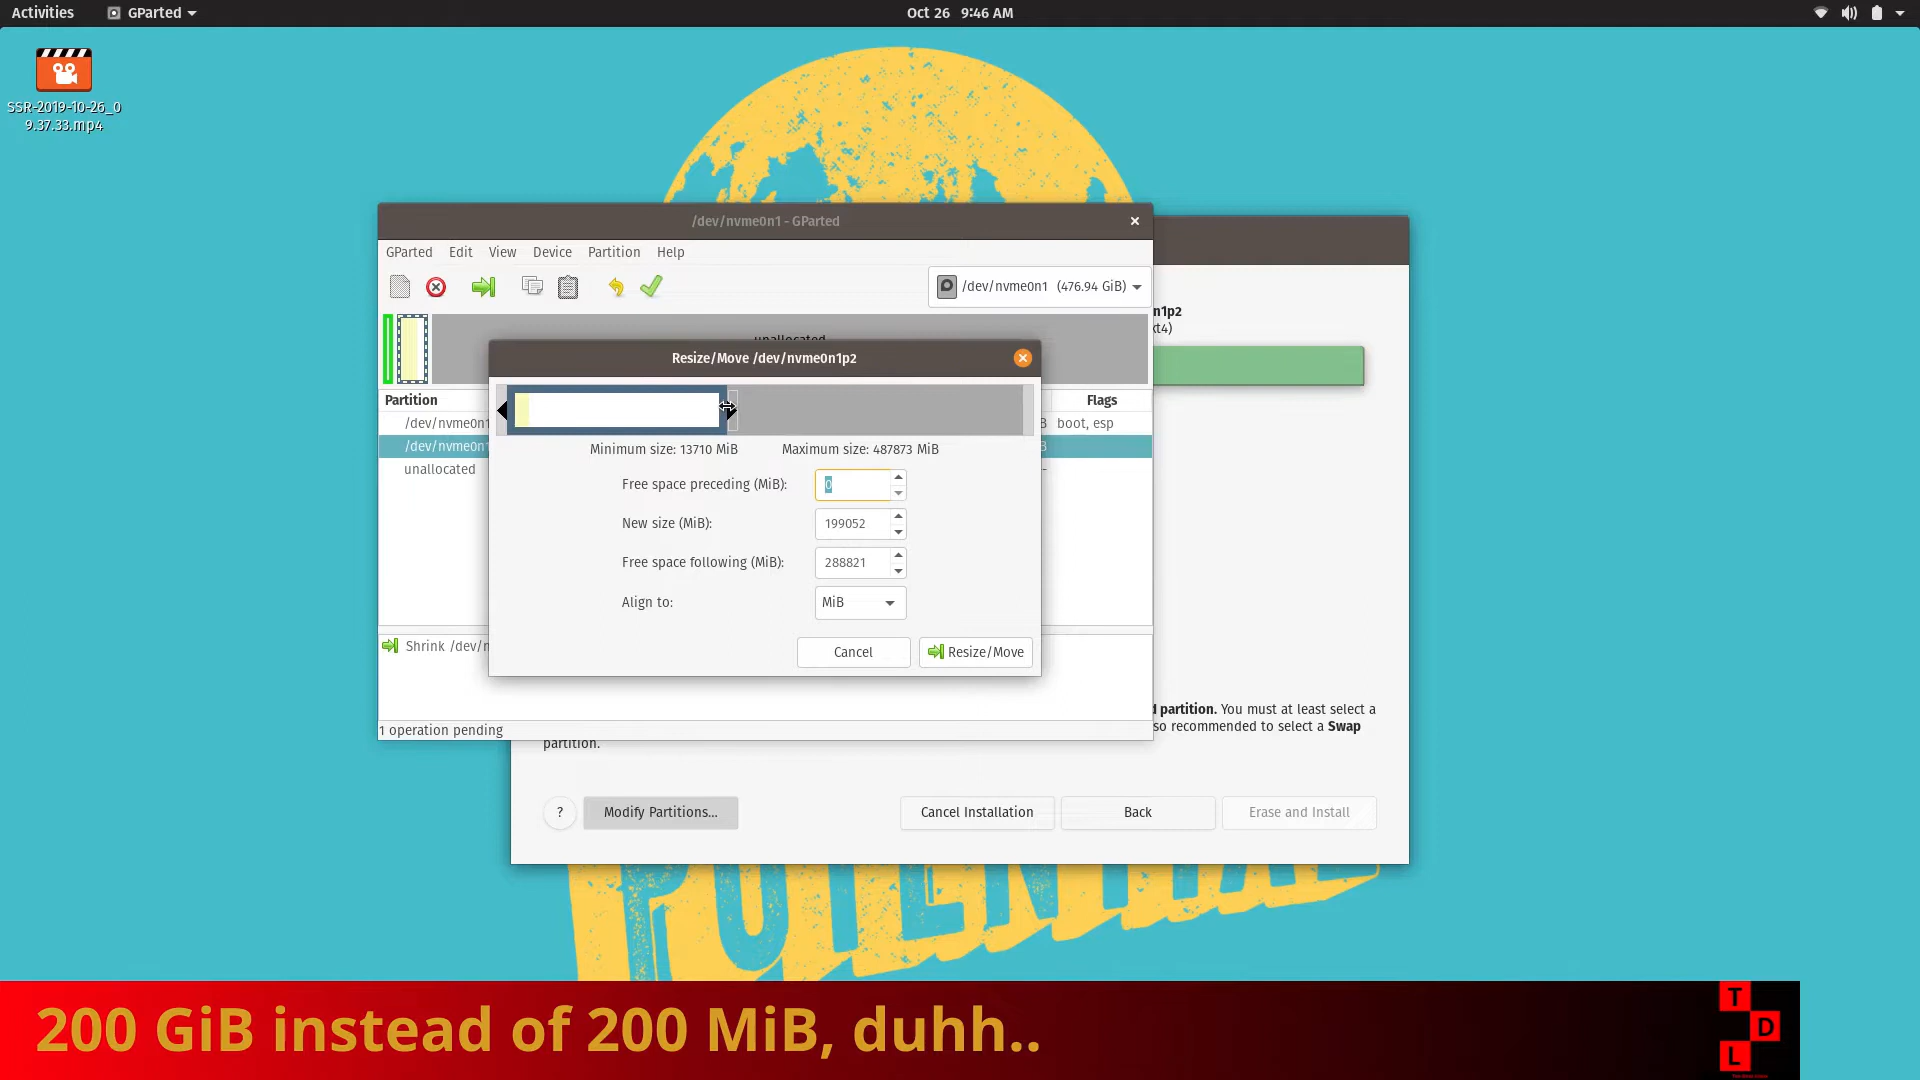 Activities
GParted
Oct 26 9:46 AM
SSR-2019-10-26_0
9.37.33.mp4
/dev/nvme0n1 - GParted
GParted Edit View Device Partition Help
/dev/nvme0n1 (476.94 GiB)
unallocated
Partition
Flags
/dev/nvme0n1
B boot, esp
/dev/nvme0n1
B
unallocated
Resize/Move /dev/nvme0n1p2
Minimum size: 13710 MiB
Maximum size: 487873 MiB
Free space preceding (MiB):
0
New size (MiB):
199052
Free space following (MiB):
288821
Align to:
MiB
Cancel
Resize/Move
Shrink /dev/n
1 operation pending
n1p2
xt4)
d partition. You must at least select a
so recommended to select a Swap
partition.
?
Modify Partitions...
Cancel Installation
Back
Erase and Install
POTENTIAL
200 GiB instead of 200 MiB, duhh..
T
D
L